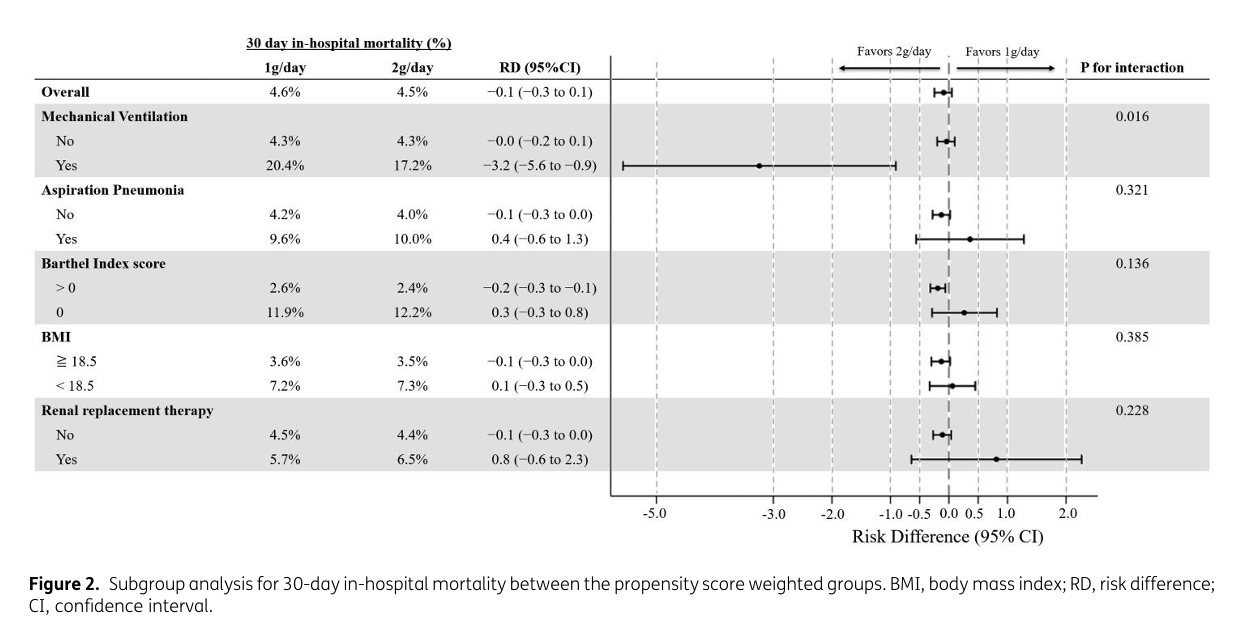 30 day in-hospital mortality (%)
Favors 2g/day Favors 1g/day
1g/day 2g/day RD (95%CI) P for interaction
Overall 4.6% 4.5% −0.1 (−0.3 to 0.1)
Mechanical Ventilation 0.016
No 4.3% 4.3% −0.0 (−0.2 to 0.1)
Yes 20.4% 17.2% −3.2 (−5.6 to −0.9)
Aspiration Pneumonia 0.321
No 4.2% 4.0% −0.1 (−0.3 to 0.0)
Yes 9.6% 10.0% 0.4 (−0.6 to 1.3)
Barthel Index score 0.136
> 0 2.6% 2.4% −0.2 (−0.3 to −0.1)
0 11.9% 12.2% 0.3 (−0.3 to 0.8)
BMI 0.385
≧ 18.5 3.6% 3.5% −0.1 (−0.3 to 0.0)
< 18.5 7.2% 7.3% 0.1 (−0.3 to 0.5)
Renal replacement therapy 0.228
No 4.5% 4.4% −0.1 (−0.3 to 0.0)
Yes 5.7% 6.5% 0.8 (−0.6 to 2.3)
-5.0 -3.0 -2.0 -1.0 -0.5 0.0 0.5 1.0 2.0
Risk Difference (95% CI)
Figure 2. Subgroup analysis for 30-day in-hospital mortality between the propensity score weighted groups. BMI, body mass index; RD, risk difference;
CI, confidence interval.